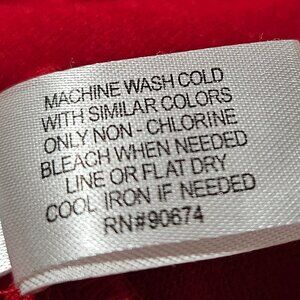 MACHINE WASH COLD
WITH SIMILAR COLORS
ONLY NON - CHLORINE
BLEACH WHEN NEEDED
LINE OR FLAT DRY
COOL IRON IF NEEDED
RN#90674